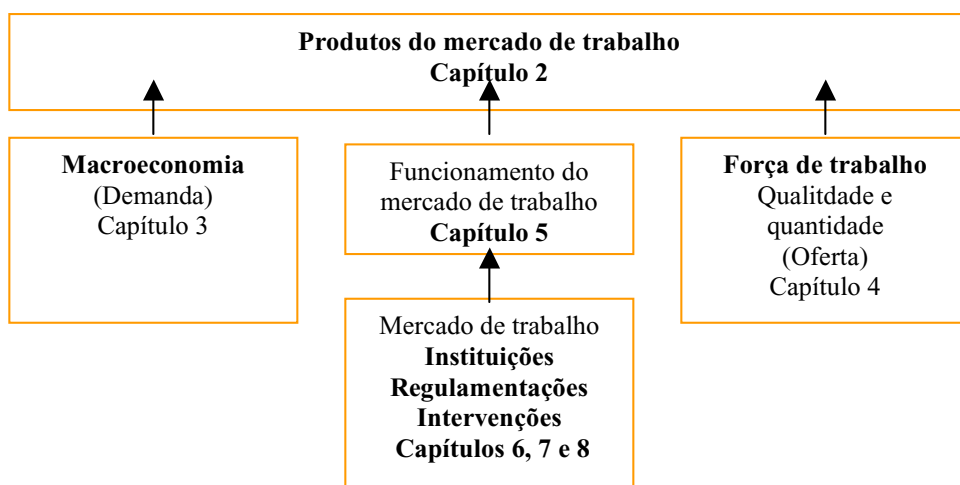 Produtos do mercado de trabalho
Capítulo 2
Macroeconomia
(Demanda)
Capítulo 3
Funcionamento do
mercado de trabalho
Capítulo 5
Força de trabalho
Qualitdade e
quantidade
(Oferta)
Capítulo 4
Mercado de trabalho
Instituições
Regulamentações
Intervenções
Capítulos 6, 7 e 8